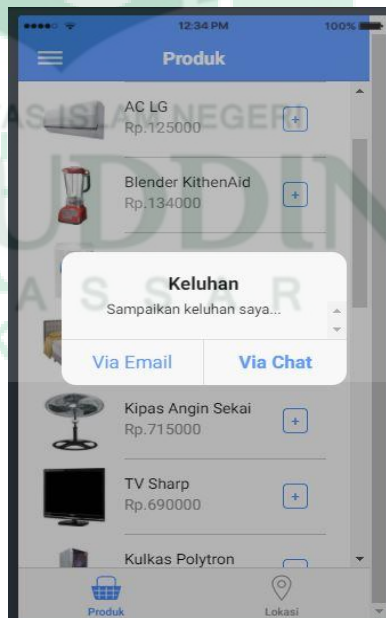 12:34 PM
100%
Produk
AC LG
Rp.125000
Blender KithenAid
Rp.134000
Keluhan
Sampaikan keluhan saya...
Via Email
Via Chat
Kipas Angin Sekai
Rp.715000
TV Sharp
Rp.690000
Kulkas Polytron
Produk
Lokasi